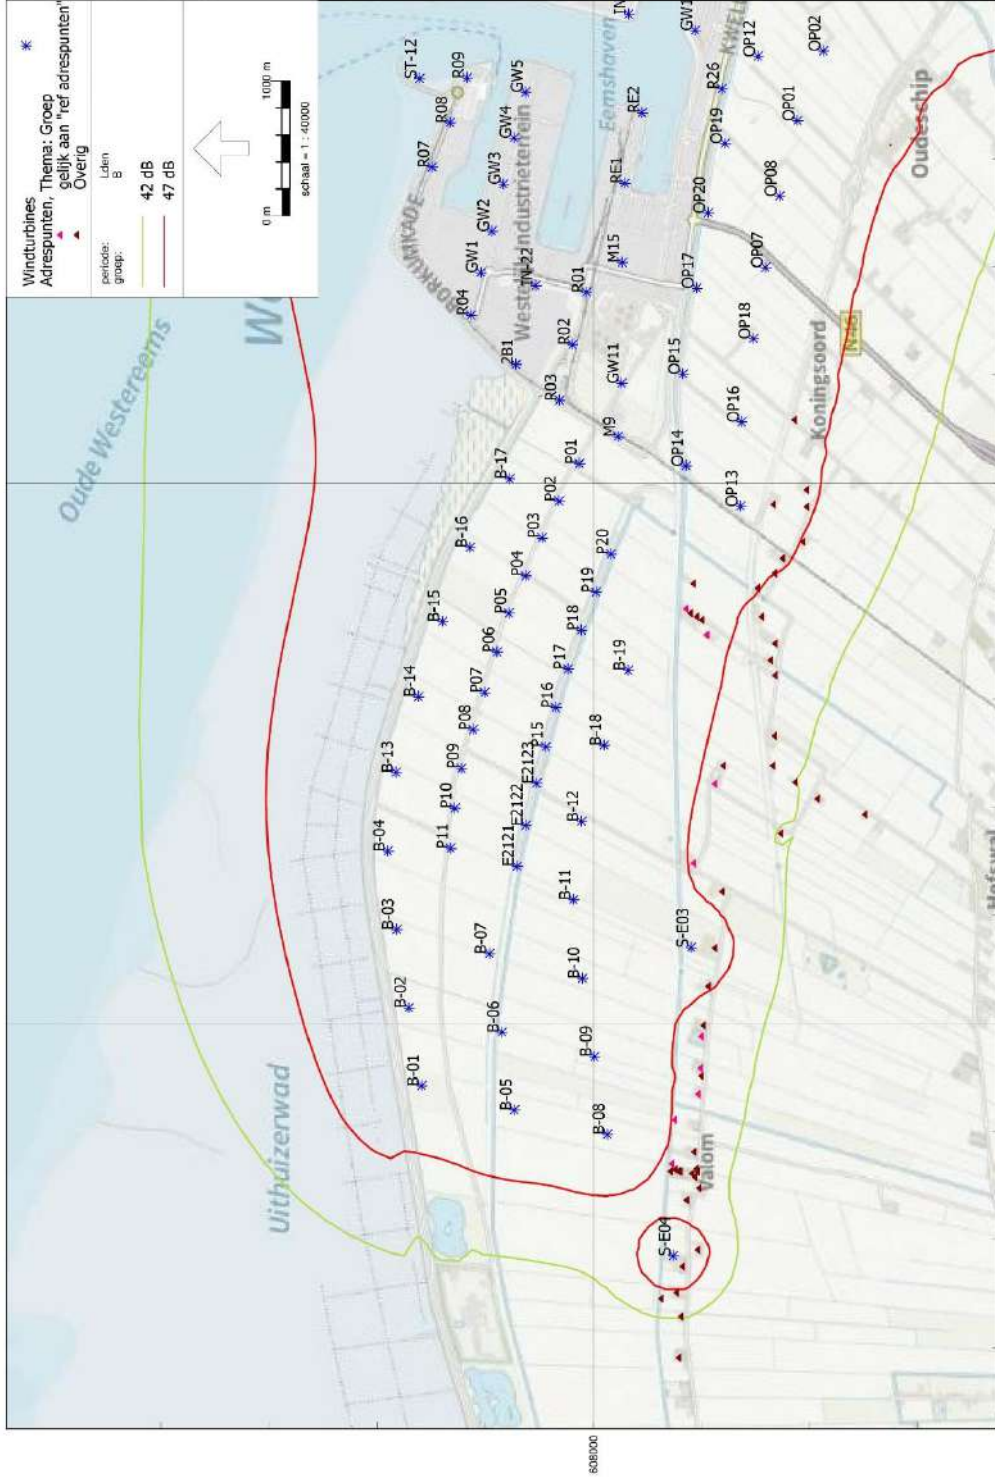 Windturbines
Adrespunten, Thema: Groep
gelijk aan "ref adrespunten"
Overig
periode: Lden
groep: B
42 dB
47 dB
0 m 1000 m
schaal = 1 : 40000
Oude Westereems
Uithuizerwad
BORKUMKADE
Westelijk Industrieterrein
Eemshaven
Oudeschip
Koningsoord
N46
Valom
608000
ST-12
R09
R08
R07
GW5
GW4
GW3
GW2
GW1
R04
IN-22
R01
R02
R03
2B1
RE2
RE1
M15
GW11
M9
R26
OP12
OP02
OP01
OP19
OP20
OP08
OP07
OP17
OP18
OP15
OP16
OP14
OP13
B-17
B-16
B-15
B-14
B-13
B-04
B-03
B-02
B-01
P01
P02
P03
P04
P05
P06
P07
P08
P09
P10
P11
P20
P19
P18
P17
P16
P15
E2123
E2122
E2121
B-07
B-06
B-05
B-19
B-18
B-12
B-11
B-10
B-09
B-08
S-E03
S-E04